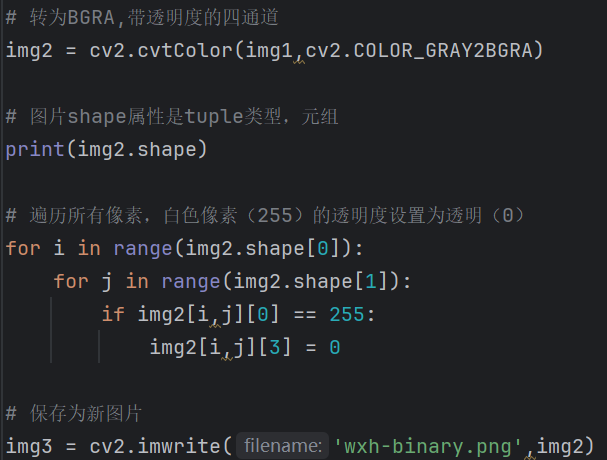 # 转为BGRA,带透明度的四通道
img2 = cv2.cvtColor(img1,cv2.COLOR_GRAY2BGRA)
# 图片shape属性是tuple类型，元组
print(img2.shape)
# 遍历所有像素，白色像素（255）的透明度设置为透明（0）
for i in range(img2.shape[0]):
    for j in range(img2.shape[1]):
        if img2[i,j][0] == 255:
            img2[i,j][3] = 0
# 保存为新图片
img3 = cv2.imwrite( filename: 'wxh-binary.png',img2)